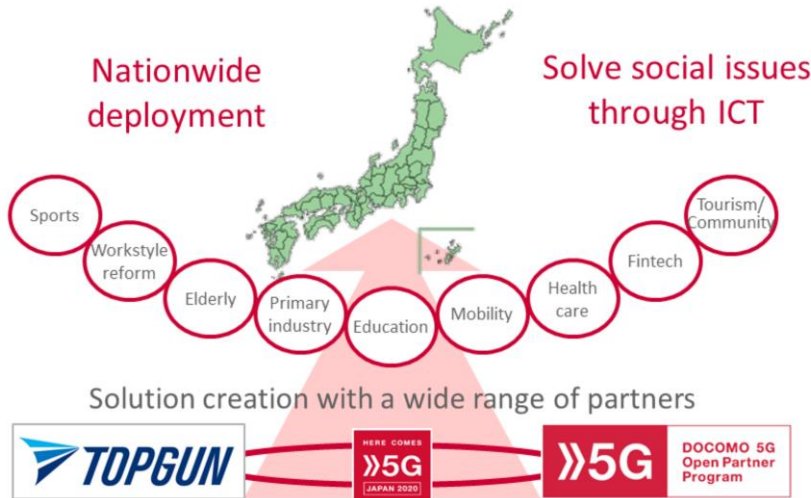 Nationwide
deployment
Solve social issues
through ICT
Sports
Workstyle
reform
Elderly
Primary
industry
Education
Mobility
Health
care
Fintech
Tourism/
Community
Solution creation with a wide range of partners
TOPGUN
HERE COMES
5G
JAPAN 2020
5G
DOCOMO 5G
Open Partner
Program